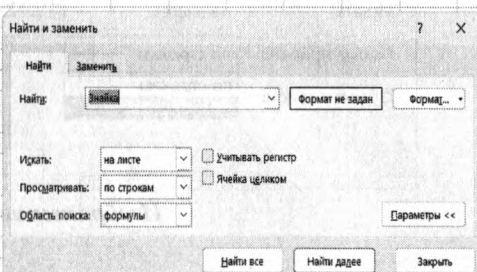 Найти и заменить ? X
Найти Заменить
Найти: Знайка Формат не задан Формат...
Искать: на листе Учитывать регистр
Просматривать: по строкам Ячейка целиком
Область поиска: формулы Параметры <<
Найти все Найти далее Закрыть